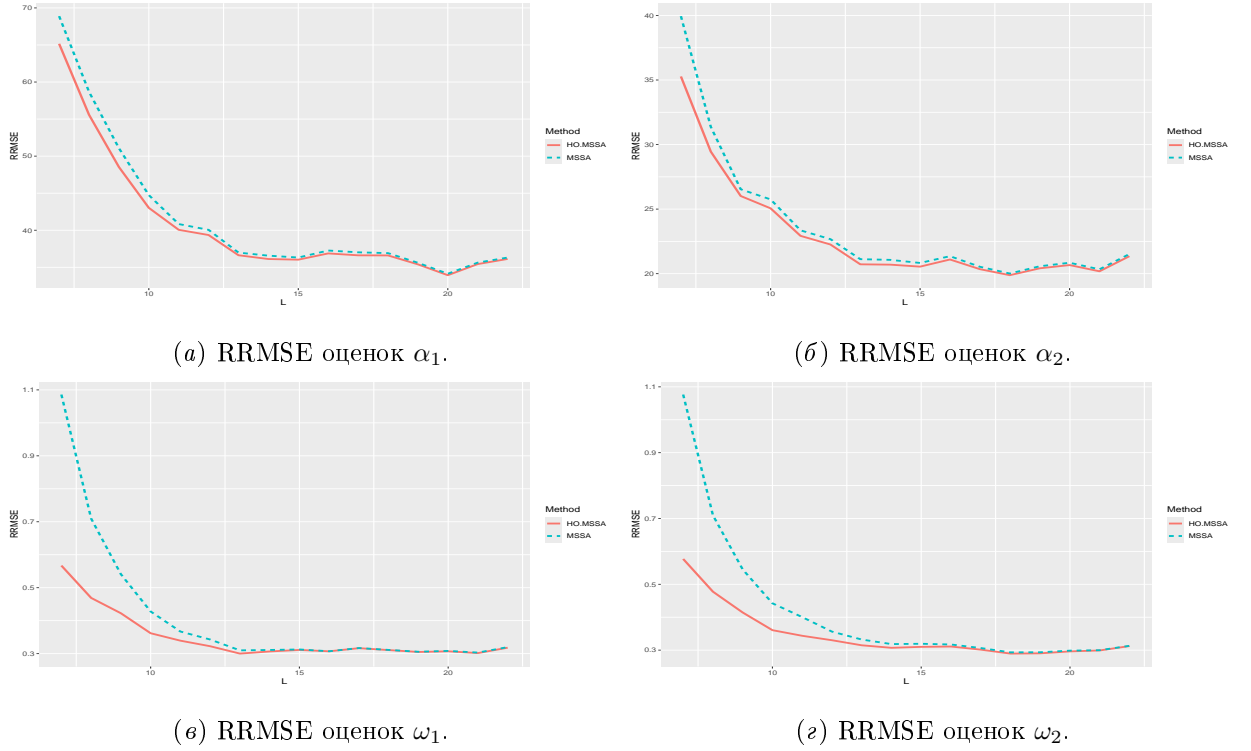 70
60
50
40
RRMSE
10
15
20
L
Method
HO.MSSA
MSSA
(а) RRMSE оценок α₁.
40
35
30
25
20
RRMSE
10
15
20
L
Method
HO.MSSA
MSSA
(б) RRMSE оценок α₂.
1.1
0.9
0.7
0.5
0.3
RRMSE
10
15
20
L
Method
HO.MSSA
MSSA
(в) RRMSE оценок ω₁.
1.1
0.9
0.7
0.5
0.3
RRMSE
10
15
20
L
Method
HO.MSSA
MSSA
(г) RRMSE оценок ω₂.